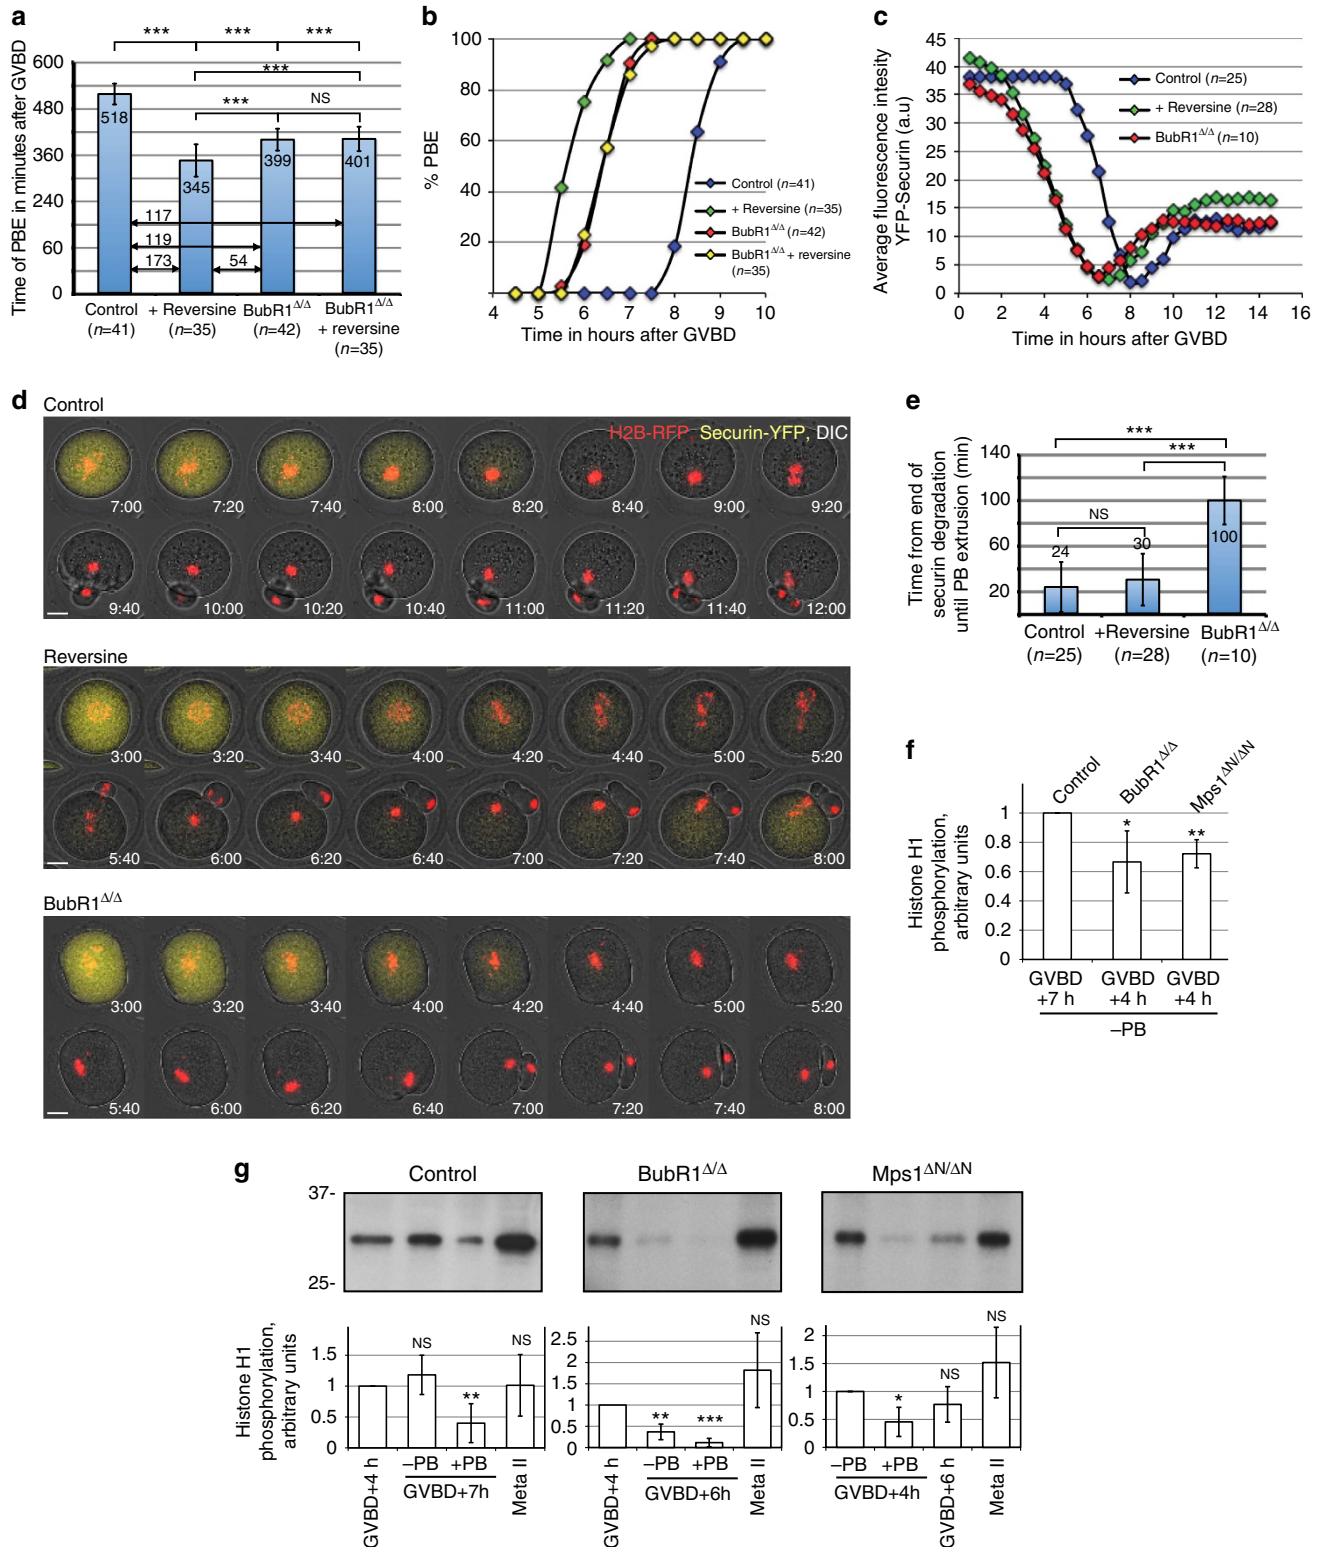 a
*** *** ***
***
*** NS
Time of PBE in minutes after GVBD
600
480
360
240
60
0
518
345
399
401
117
119
173
54
Control (n=41)
+ Reversine (n=35)
BubR1Δ/Δ (n=42)
BubR1Δ/Δ + reversine (n=35)
b
% PBE
100
80
60
40
20
4 5 6 7 8 9 10
Time in hours after GVBD
Control (n=41)
+ Reversine (n=35)
BubR1Δ/Δ (n=42)
BubR1Δ/Δ + reversine
(n=35)
c
Average fluorescence intesity
YFP-Securin (a.u)
45
40
35
30
25
20
15
10
5
0
0 2 4 6 8 10 12 14 16
Time in hours after GVBD
Control (n=25)
+ Reversine (n=28)
BubR1Δ/Δ (n=10)
d
Control
H2B-RFP, Securin-YFP, DIC
7:00 7:20 7:40 8:00 8:20 8:40 9:00 9:20
9:40 10:00 10:20 10:40 11:00 11:20 11:40 12:00
Reversine
3:00 3:20 3:40 4:00 4:20 4:40 5:00 5:20
5:40 6:00 6:20 6:40 7:00 7:20 7:40 8:00
BubR1Δ/Δ
3:00 3:20 3:40 4:00 4:20 4:40 5:00 5:20
5:40 6:00 6:20 6:40 7:00 7:20 7:40 8:00
e
Time from end of
securin degradation
until PB extrusion (min)
140
100
60
20
***
***
NS
24
30
100
Control (n=25)
+Reversine (n=28)
BubR1Δ/Δ (n=10)
f
Histone H1
phosphorylation,
arbitrary units
1
0.8
0.6
0.4
0.2
0
Control
BubR1Δ/Δ
Mps1ΔN/ΔN
* **
GVBD +7 h
GVBD +4 h
GVBD +4 h
–PB
g
Control BubR1Δ/Δ Mps1ΔN/ΔN
37-
25-
Histone H1
phosphorylation,
arbitrary units
1.5
1
0.5
0
NS ** NS
GVBD+4 h
–PB +PB
GVBD+7h
Meta II
2.5
2
1.5
1
0.5
0
** *** NS
GVBD+4 h
–PB +PB
GVBD+6h
Meta II
2
1.5
1
0.5
0
* NS NS
–PB +PB
GVBD+4h
GVBD+6 h
Meta II